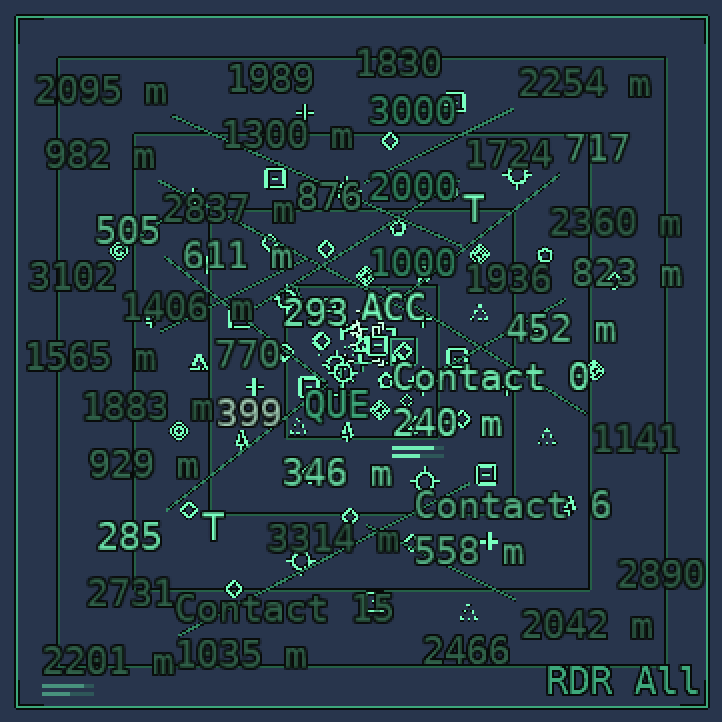 1830
1989
2095 m
2254 m
3000
1300 m
717
982 m
1724
2000
876
2837 m
T
505
2360 m
611 m
1000
823 m
3102
1936
1406 m
293
ACC
452 m
770
1565 m
Contact 0
1883 m
399
QUE
240 m
1141
929 m
346 m
Contact 6
285
T
3314 m
558 m
2890
2731
Contact 15
2042 m
2466
1035 m
2201 m
RDR All